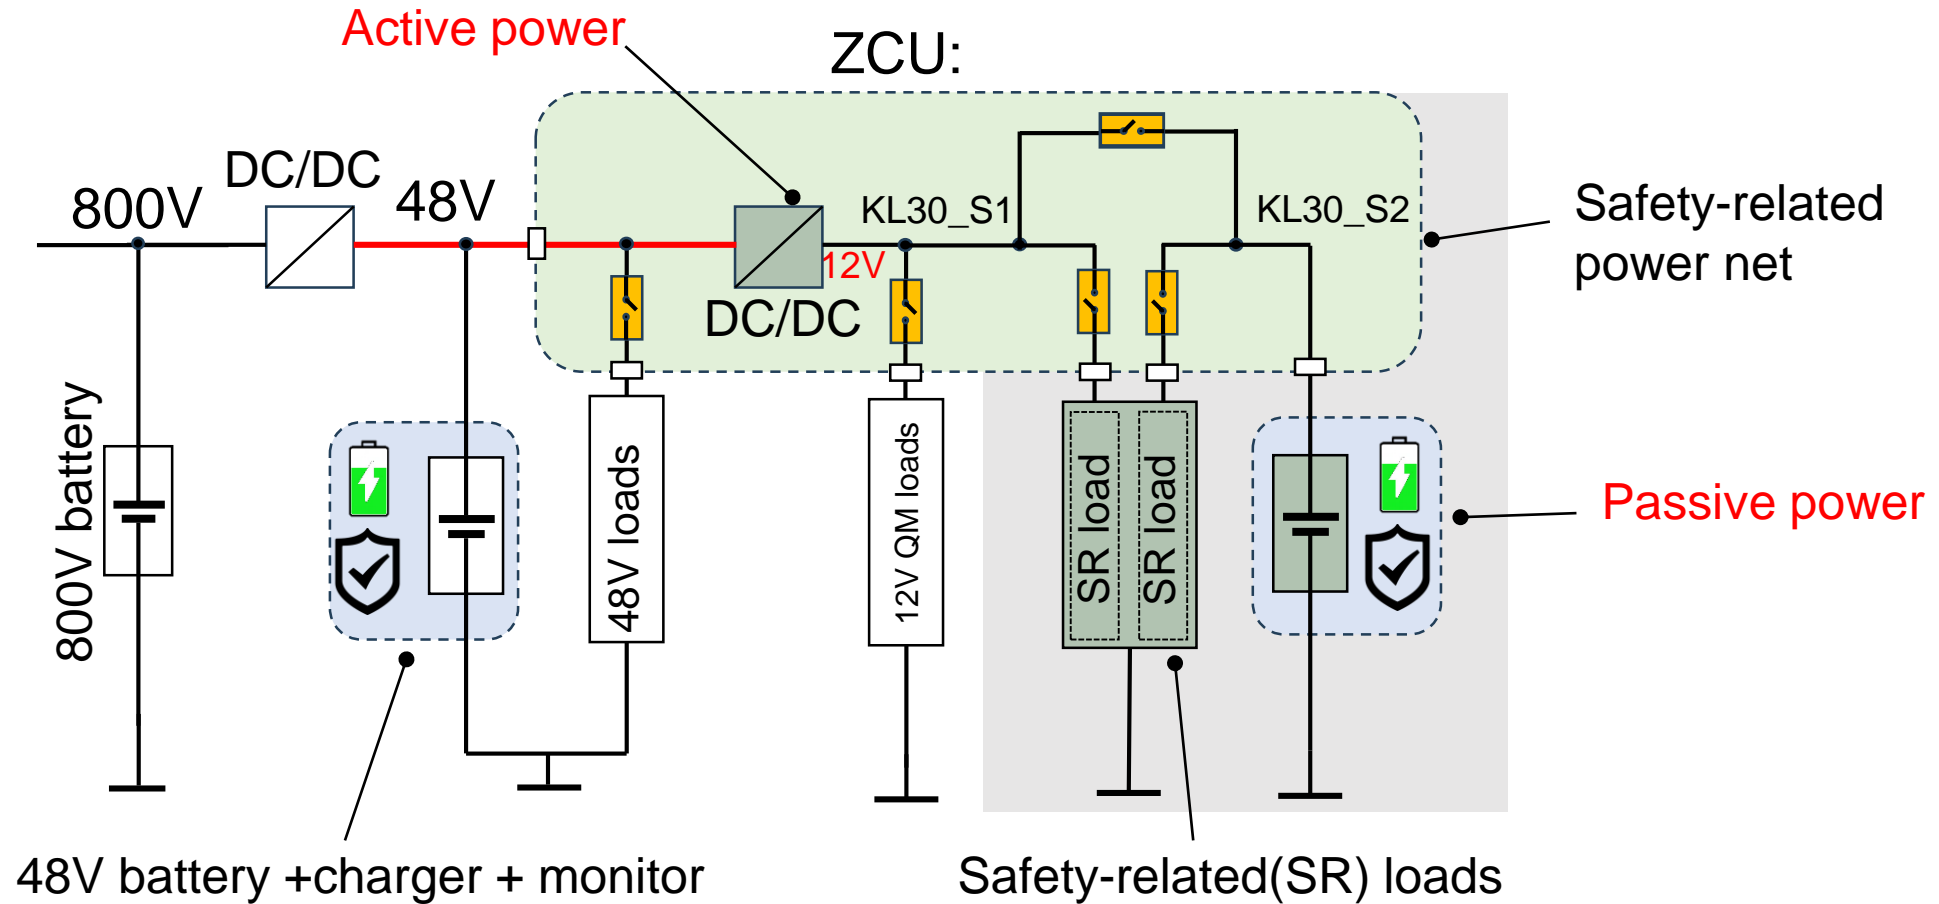 Active power
ZCU:
DC/DC
800V
48V
KL30_S1
KL30_S2
Safety-related
power net
12V
DC/DC
800V battery
48V loads
12V QM loads
SR load
SR load
Passive power
48V battery +charger + monitor
Safety-related(SR) loads